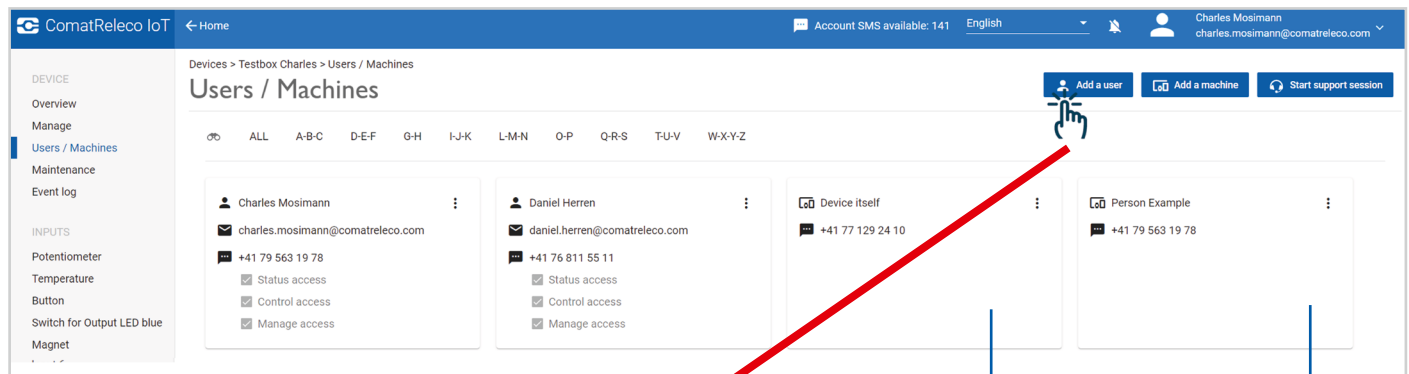 ComatReleco IoT
Home
Account SMS available: 141
English
Charles Mosimann
charles.mosimann@comatreleco.com
DEVICE
Overview
Manage
Users / Machines
Maintenance
Event log
INPUTS
Potentiometer
Temperature
Button
Switch for Output LED blue
Magnet
Devices > Testbox Charles > Users / Machines
Users / Machines
Add a user
Add a machine
Start support session
ALL A-B-C D-E-F G-H I-J-K L-M-N O-P Q-R-S T-U-V W-X-Y-Z
Charles Mosimann
charles.mosimann@comatreleco.com
+41 79 563 19 78
Status access
Control access
Manage access
Daniel Herren
daniel.herren@comatreleco.com
+41 76 811 55 11
Status access
Control access
Manage access
Device itself
+41 77 129 24 10
Person Example
+41 79 563 19 78